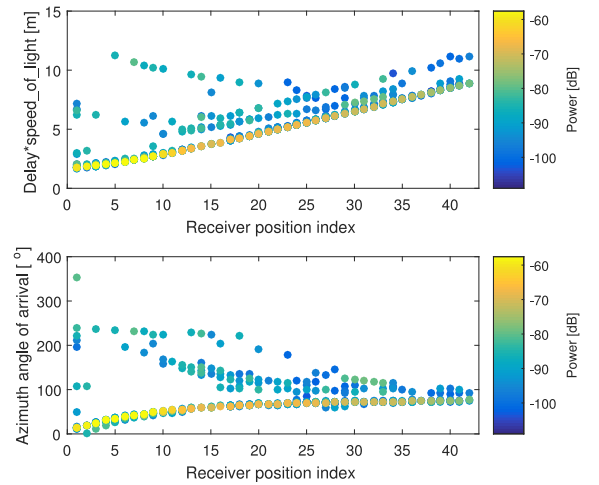 15
10
5
0
Delay*speed_of_light [m]
0 5 10 15 20 25 30 35 40
Receiver position index
-60
-70
-80
-90
-100
Power [dB]
400
300
200
100
0
Azimuth angle of arrival [ °]
0 5 10 15 20 25 30 35 40
Receiver position index
-60
-70
-80
-90
-100
Power [dB]